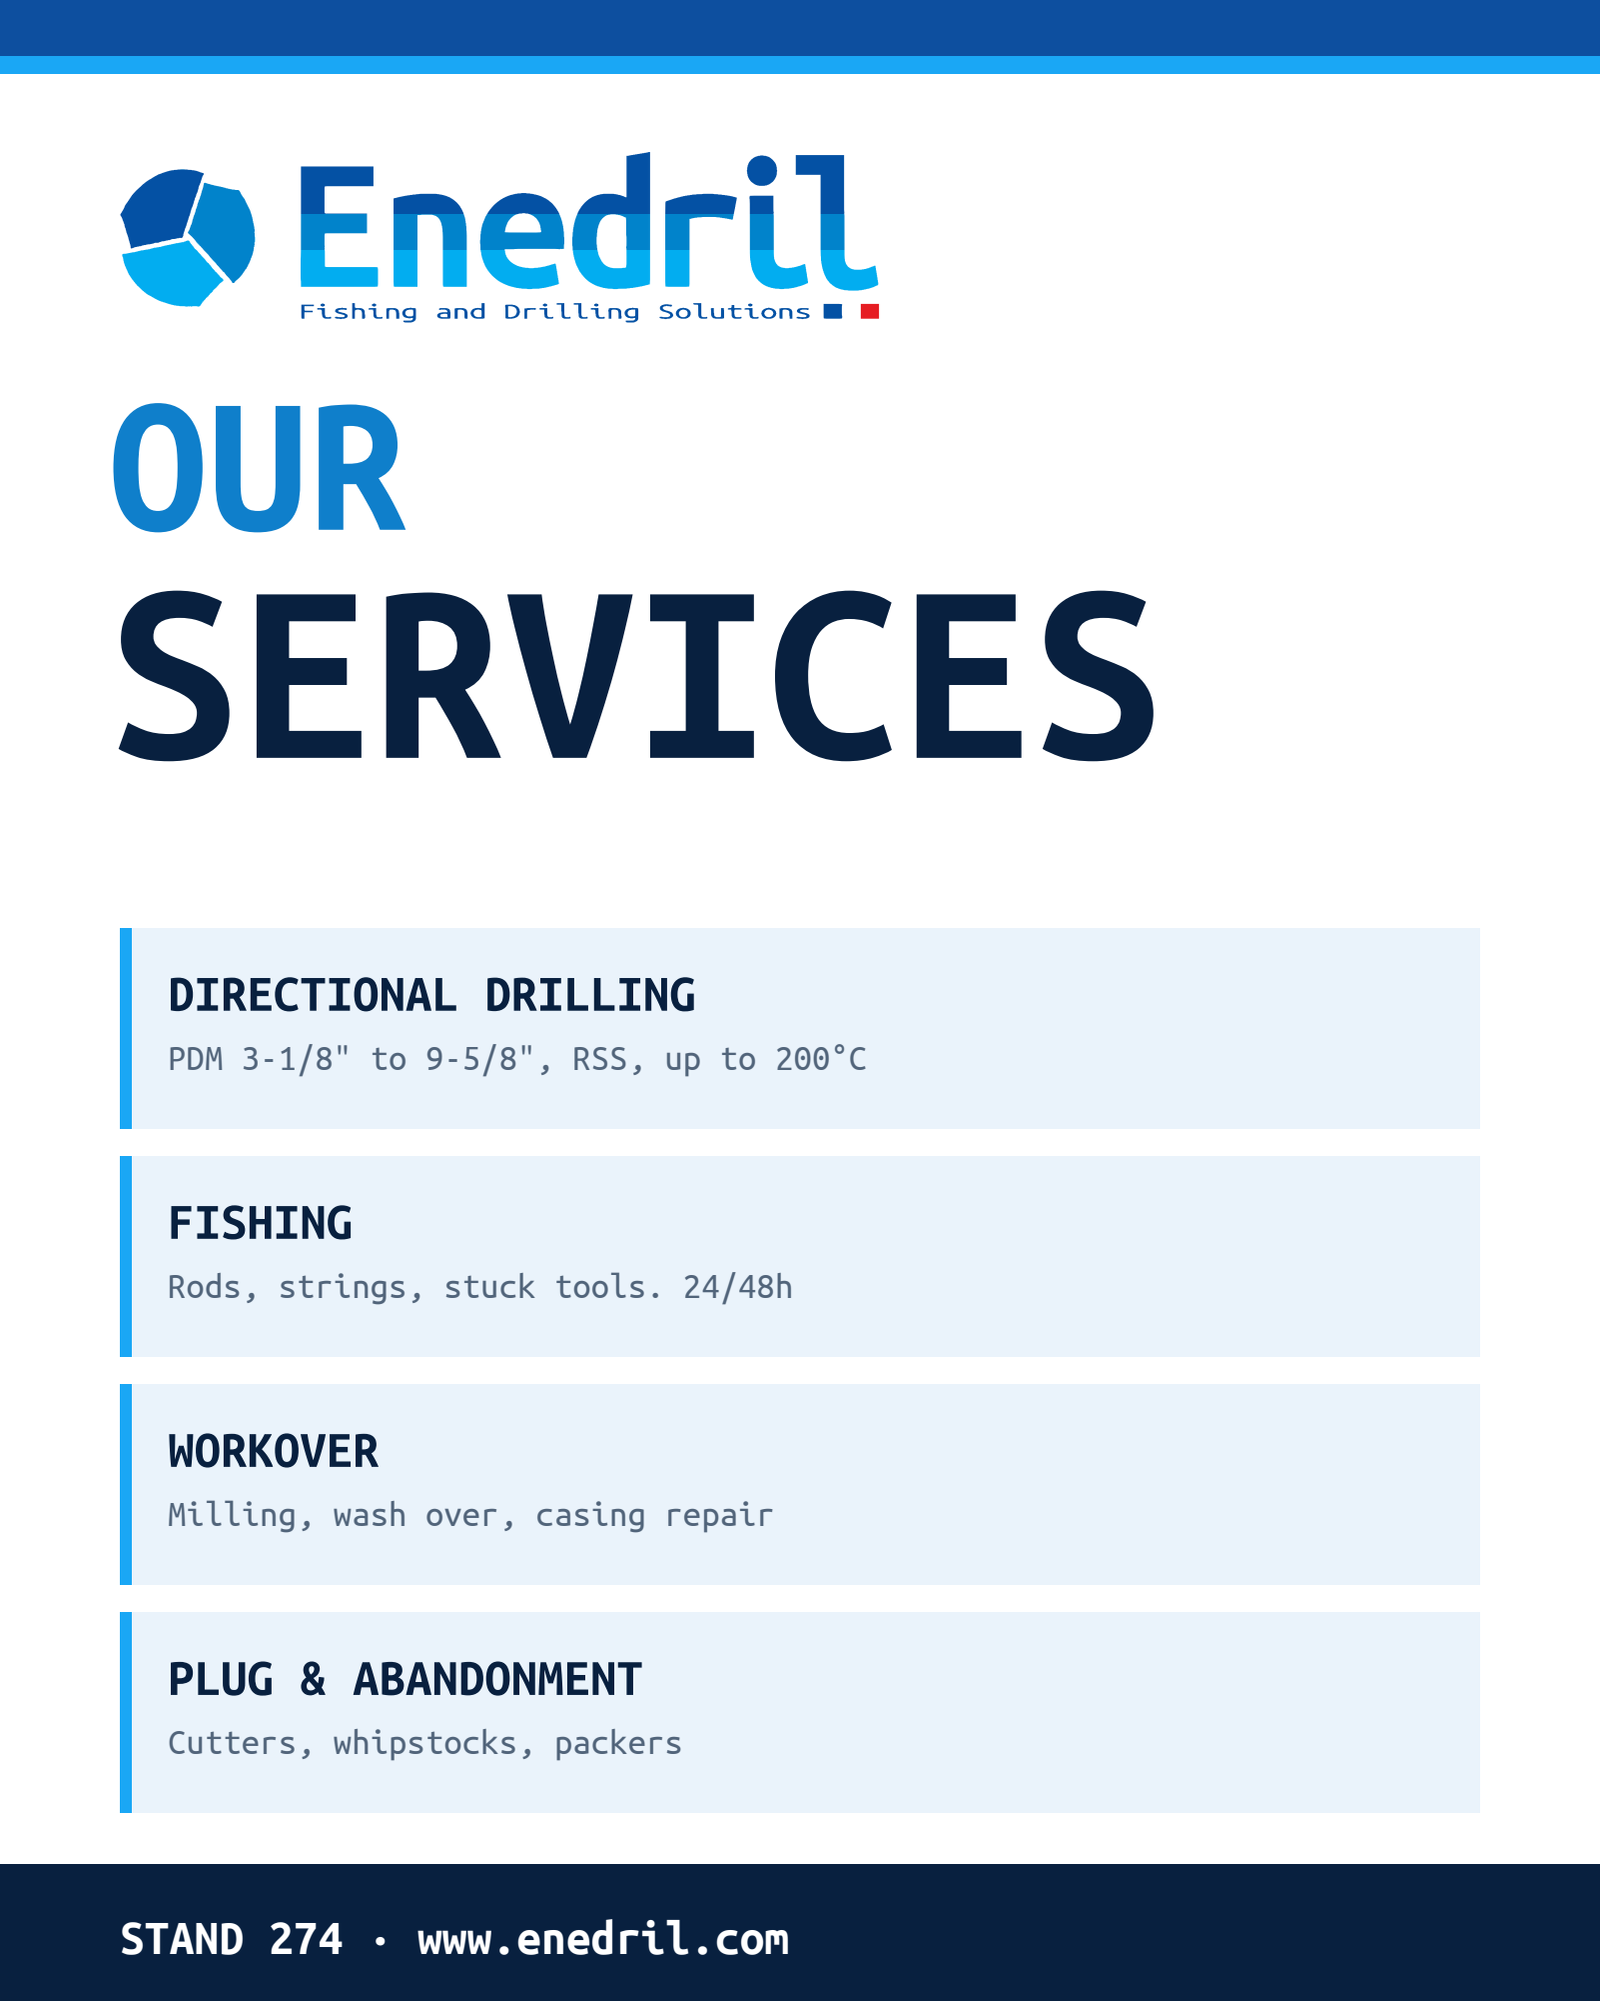 Enedril
Fishing and Drilling Solutions
OUR
SERVICES
DIRECTIONAL DRILLING
PDM 3-1/8" to 9-5/8", RSS, up to 200°C
FISHING
Rods, strings, stuck tools. 24/48h
WORKOVER
Milling, wash over, casing repair
PLUG & ABANDONMENT
Cutters, whipstocks, packers
STAND 274 · www.enedril.com